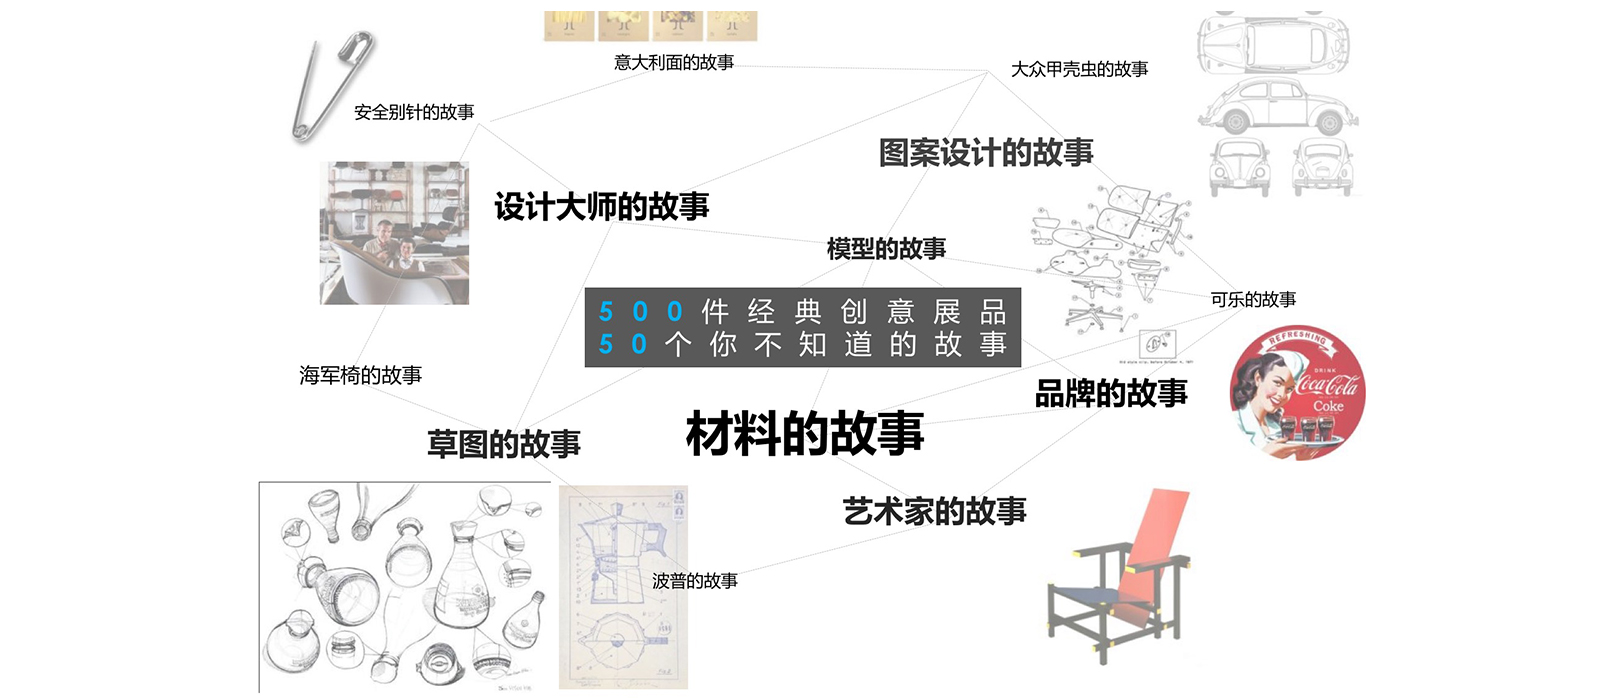 意大利面的故事
大众甲壳虫的故事
安全别针的故事
图案设计的故事
设计大师的故事
模型的故事
可乐的故事
500件经典创意展品
50个你不知道的故事
REFRESHING
DRINK
Coca-Cola
Coke
海军椅的故事
品牌的故事
材料的故事
草图的故事
艺术家的故事
波普的故事